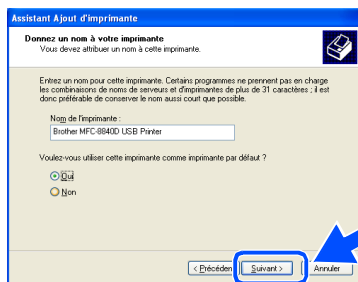 Assistant Ajout d'imprimante
Donnez un nom à votre imprimante
Vous devez attribuer un nom à cette imprimante.
Entrez un nom pour cette imprimante. Certains programmes ne prennent pas en charge
les combinaisons de noms de serveurs et d'imprimantes de plus de 31 caractères ; il est
donc préférable de conserver le nom aussi court que possible.
Nom de l'imprimante :
Brother MFC-8840D USB Printer
Voulez-vous utiliser cette imprimante comme imprimante par défaut ?
Oui
Non
< Précéden Suivant > Annuler